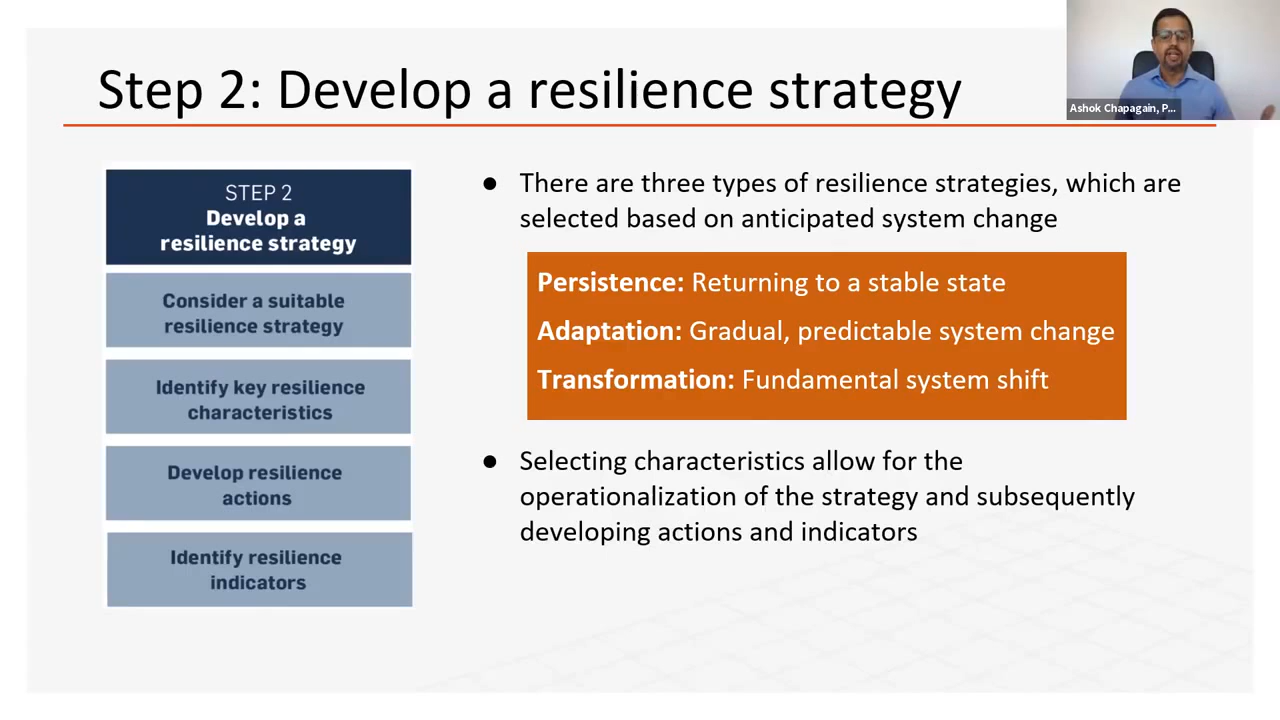 Step 2: Develop a resilience strategy
Ashok Chapagain, P...
STEP 2
Develop a
resilience strategy
Consider a suitable
resilience strategy
Identify key resilience
characteristics
Develop resilience
actions
Identify resilience
indicators
● There are three types of resilience strategies, which are
selected based on anticipated system change
Persistence: Returning to a stable state
Adaptation: Gradual, predictable system change
Transformation: Fundamental system shift
● Selecting characteristics allow for the
operationalization of the strategy and subsequently
developing actions and indicators